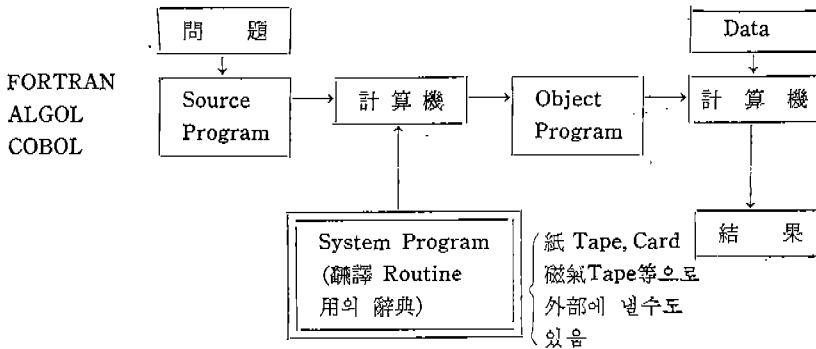 問 題
Data
FORTRAN
ALGOL
COBOL
Source
Program
計算機
Object
Program
計 算 機
System Program
(飜譯 Routine
用의 辭典)
紙 Tape, Card
磁氣Tape等으로
外部에 낼수도
있음
結 果